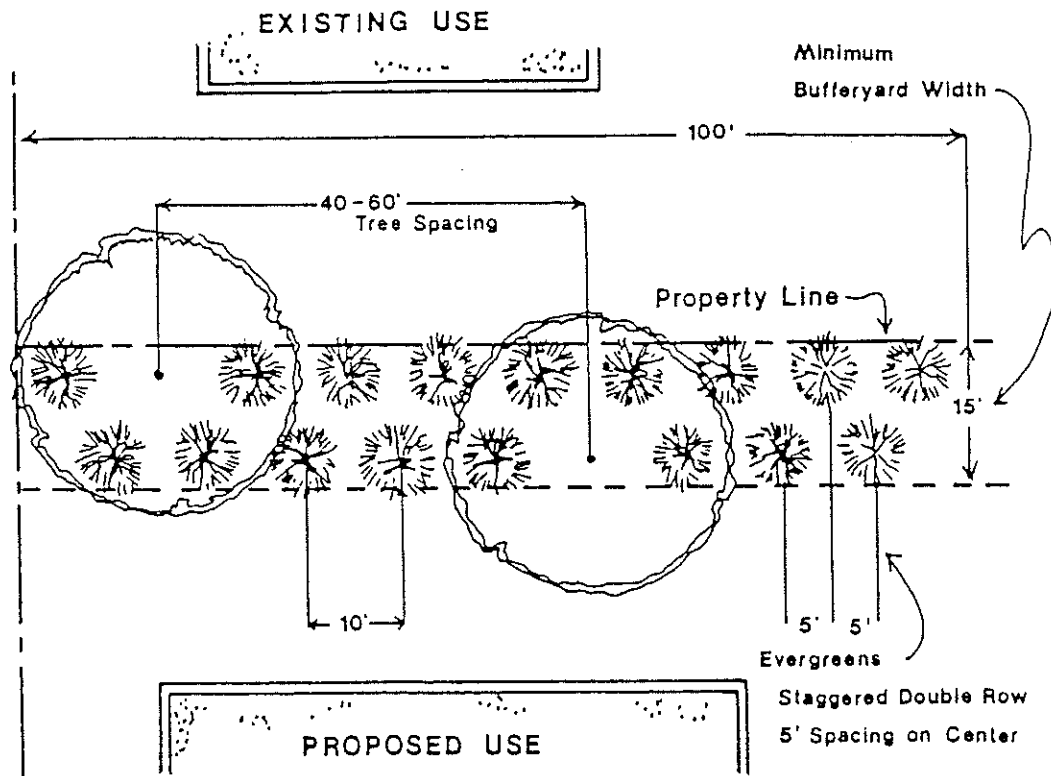 EXISTING USE
Minimum
Bufferyard Width
100'
40-60'
Tree Spacing
Property Line
15'
10'
5' 5'
Evergreens
Staggered Double Row
5' Spacing on Center
PROPOSED USE